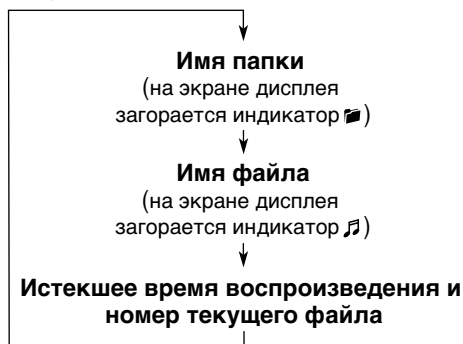 Имя папки
(на экране дисплея
загорается индикатор )
Имя файла
(на экране дисплея
загорается индикатор )
Истекшее время воспроизведения и
номер текущего файла